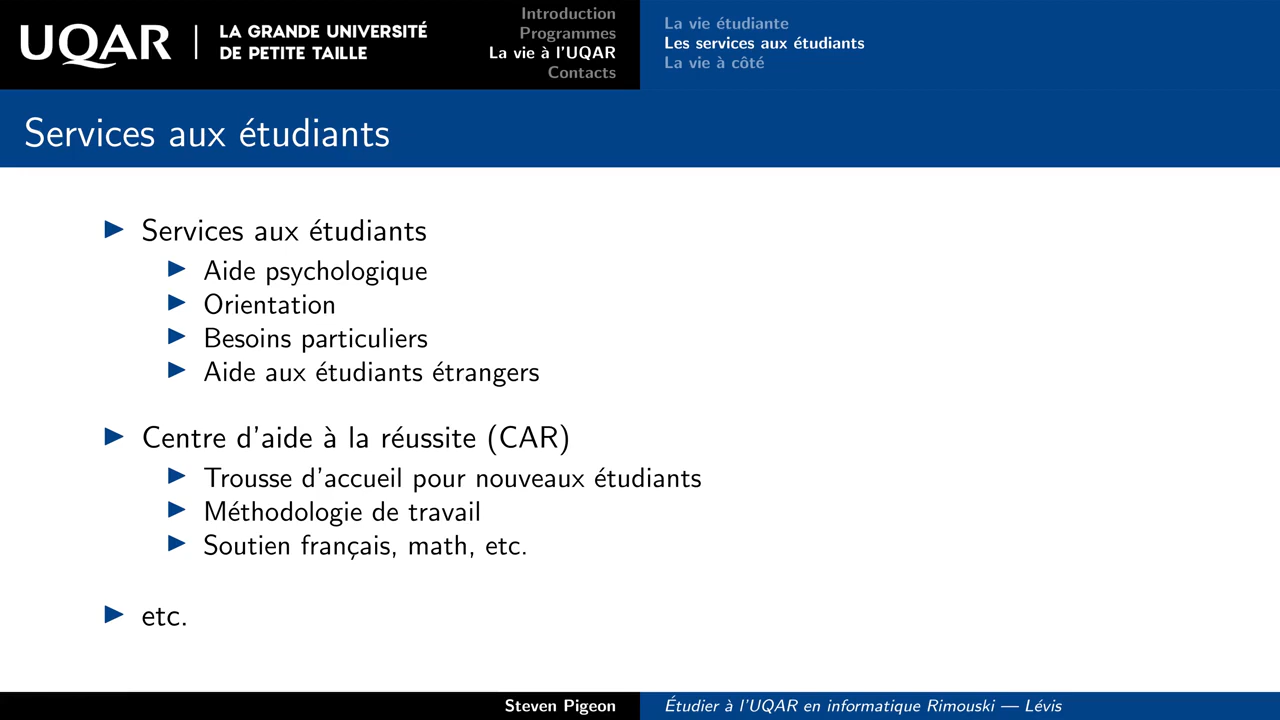 UQAR
LA GRANDE UNIVERSITÉ
DE PETITE TAILLE
Introduction
Programmes
La vie à l'UQAR
Contacts
La vie étudiante
Les services aux étudiants
La vie à côté
Services aux étudiants
Services aux étudiants
Aide psychologique
Orientation
Besoins particuliers
Aide aux étudiants étrangers
Centre d'aide à la réussite (CAR)
Trousse d'accueil pour nouveaux étudiants
Méthodologie de travail
Soutien français, math, etc.
etc.
Steven Pigeon
Étudier à l'UQAR en informatique Rimouski — Lévis